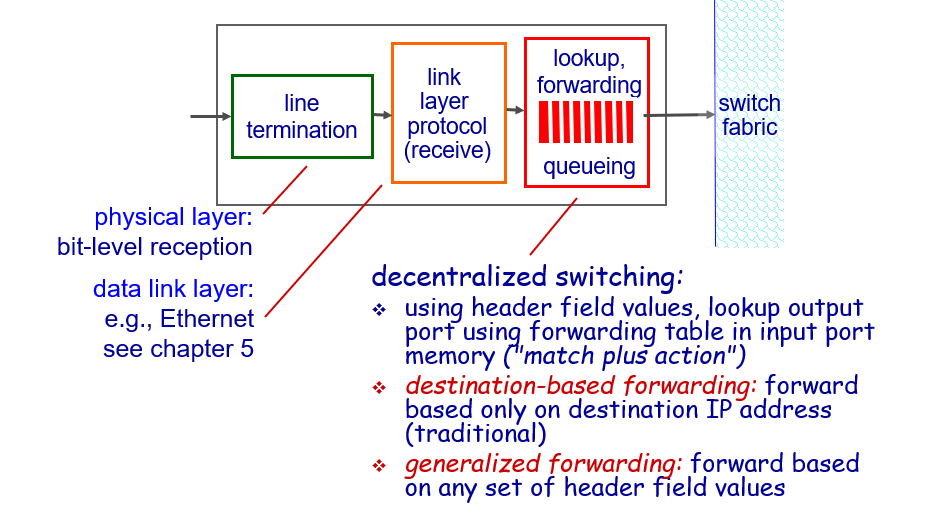 line
termination
link
layer
protocol
(receive)
lookup,
forwarding
queueing
switch
fabric
physical layer:
bit-level reception
data link layer:
e.g., Ethernet
see chapter 5
decentralized switching:
❖ using header field values, lookup output
port using forwarding table in input port
memory ("match plus action")
❖ destination-based forwarding: forward
based only on destination IP address
(traditional)
❖ generalized forwarding: forward based
on any set of header field values